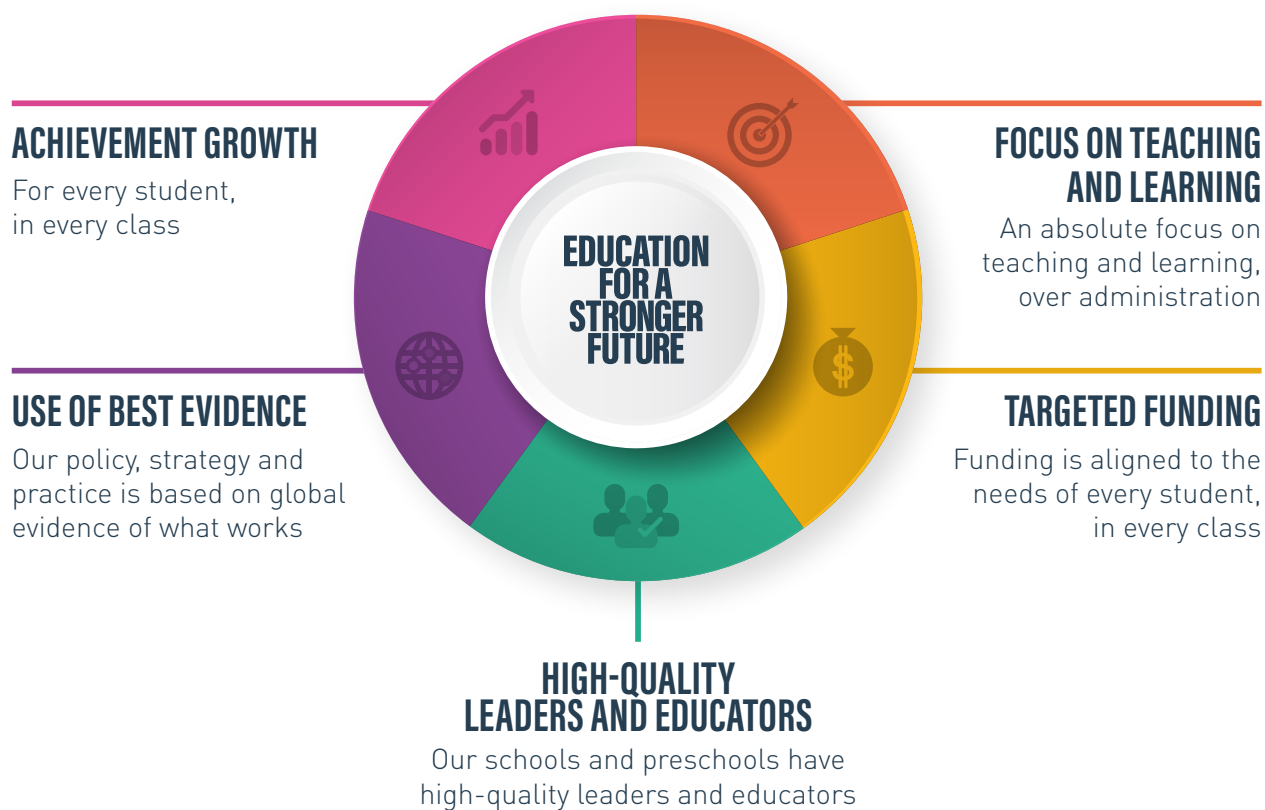 ACHIEVEMENT GROWTH
For every student,
in every class
USE OF BEST EVIDENCE
Our policy, strategy and
practice is based on global
evidence of what works
EDUCATION
FOR A
STRONGER
FUTURE
$
FOCUS ON TEACHING
AND LEARNING
An absolute focus on
teaching and learning,
over administration
TARGETED FUNDING
Funding is aligned to the
needs of every student,
in every class
HIGH-QUALITY
LEADERS AND EDUCATORS
Our schools and preschools have
high-quality leaders and educators